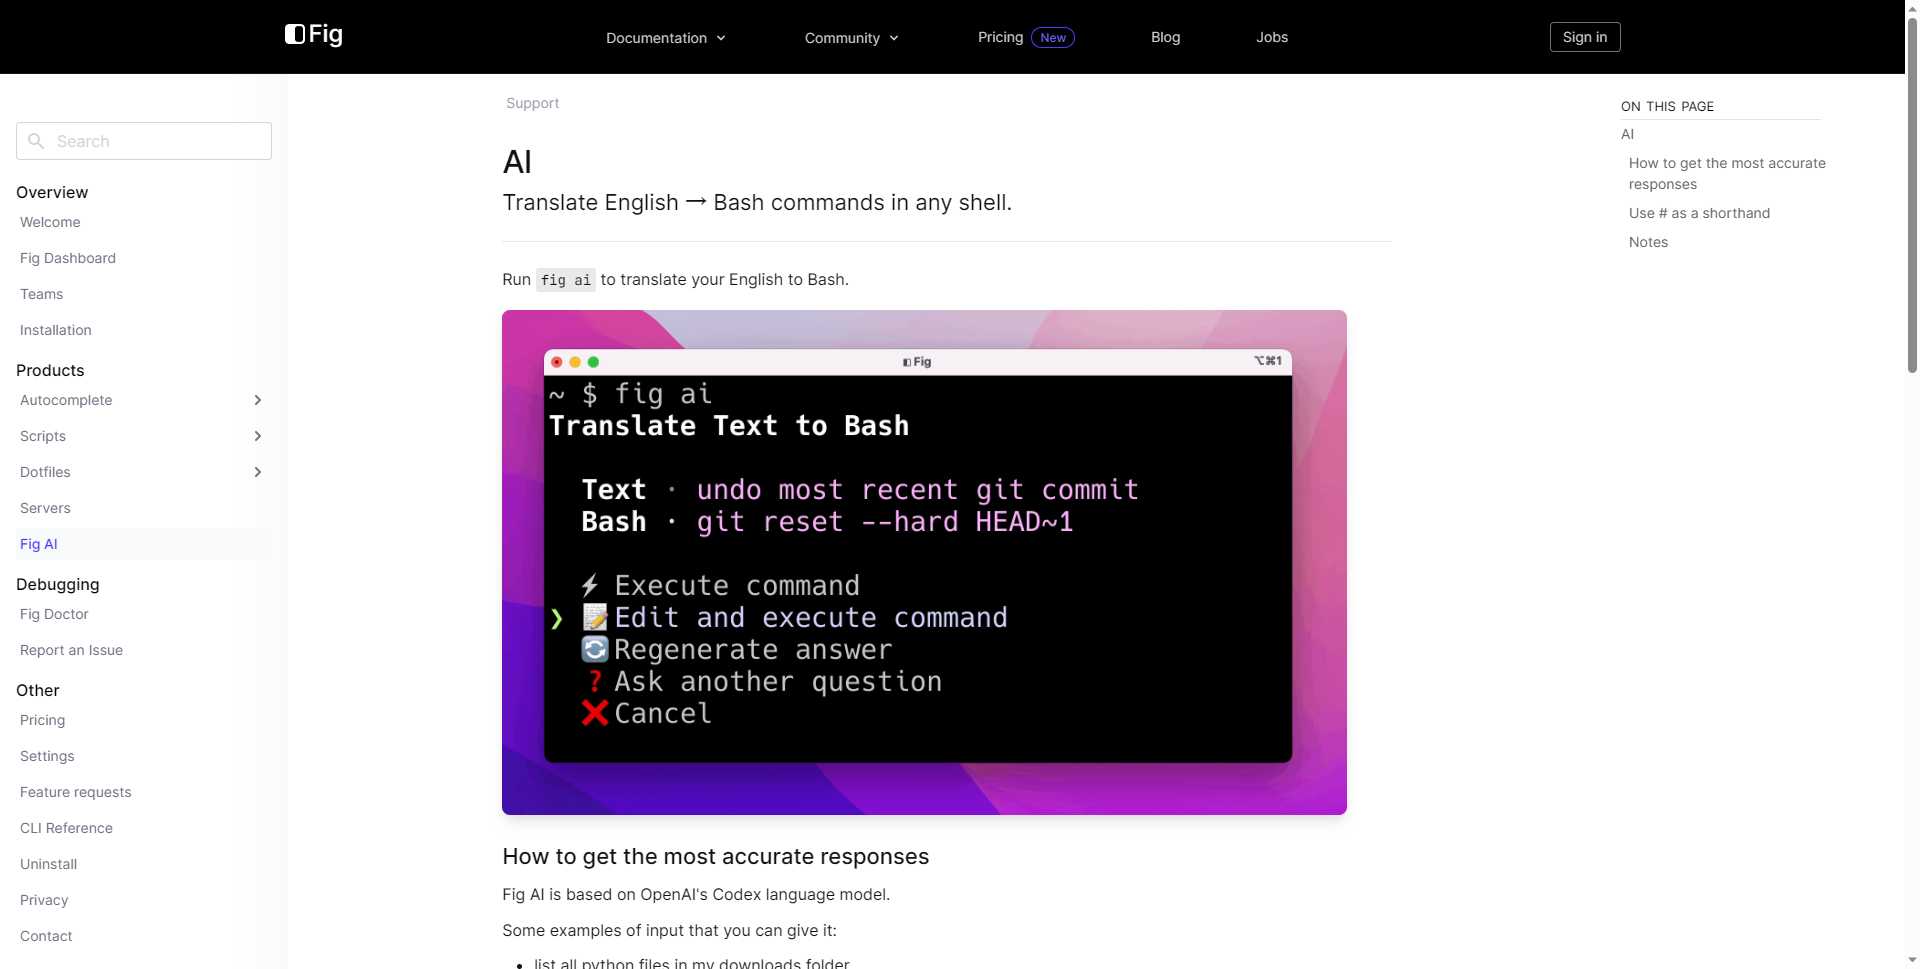 Fig
Documentation
Community
Pricing New
Blog
Jobs
Sign in
Search
Overview
Welcome
Fig Dashboard
Teams
Installation
Products
Autocomplete
Scripts
Dotfiles
Servers
Fig AI
Debugging
Fig Doctor
Report an Issue
Other
Pricing
Settings
Feature requests
CLI Reference
Uninstall
Privacy
Contact
Support
AI
Translate English → Bash commands in any shell.
Run fig ai to translate your English to Bash.
Fig
⌥⌘1
~ $ fig ai
Translate Text to Bash
Text · undo most recent git commit
Bash · git reset --hard HEAD~1
⚡ Execute command
❯ 📝 Edit and execute command
🔄 Regenerate answer
❓ Ask another question
❌ Cancel
How to get the most accurate responses
Fig AI is based on OpenAI's Codex language model.
Some examples of input that you can give it:
• list all python files in my downloads folder
ON THIS PAGE
AI
How to get the most accurate
responses
Use # as a shorthand
Notes